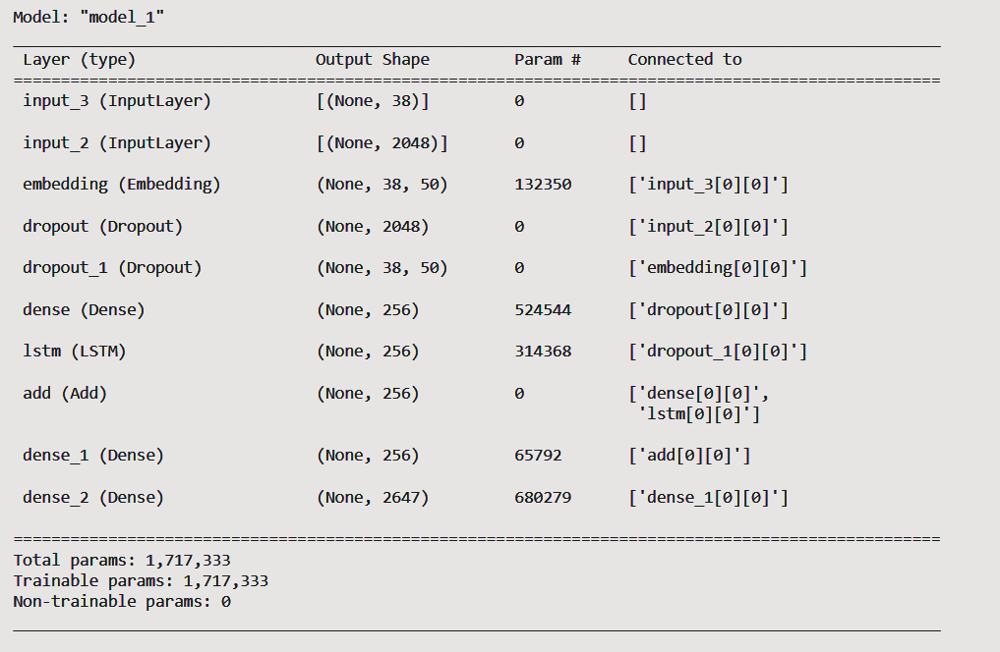 Model: "model_1"
Layer (type) Output Shape Param # Connected to
input_3 (InputLayer) [(None, 38)] 0 []
input_2 (InputLayer) [(None, 2048)] 0 []
embedding (Embedding) (None, 38, 50) 132350 ['input_3[0][0]']
dropout (Dropout) (None, 2048) 0 ['input_2[0][0]']
dropout_1 (Dropout) (None, 38, 50) 0 ['embedding[0][0]']
dense (Dense) (None, 256) 524544 ['dropout[0][0]']
lstm (LSTM) (None, 256) 314368 ['dropout_1[0][0]']
add (Add) (None, 256) 0 ['dense[0][0]',
'lstm[0][0]']
dense_1 (Dense) (None, 256) 65792 ['add[0][0]']
dense_2 (Dense) (None, 2647) 680279 ['dense_1[0][0]']
Total params: 1,717,333
Trainable params: 1,717,333
Non-trainable params: 0